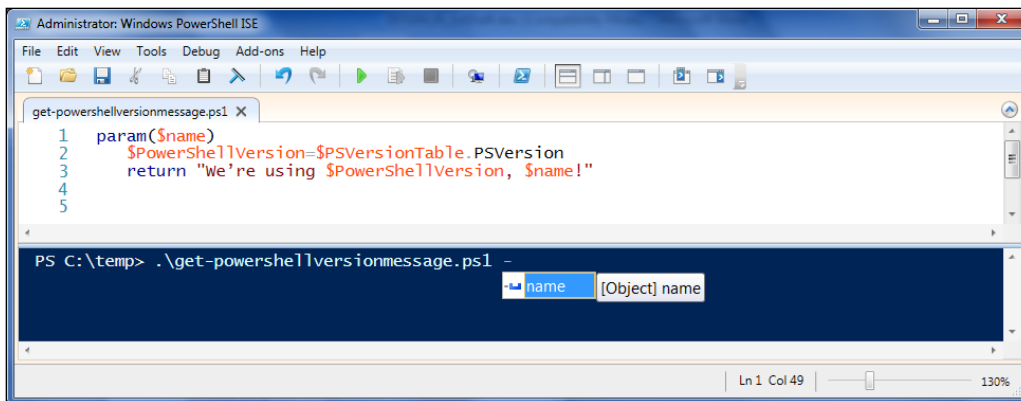 Administrator: Windows PowerShell ISE
File Edit View Tools Debug Add-ons Help
get-powershellversionmessage.ps1 X
1 param($name)
2 $PowerShellVersion=$PSVersionTable.PSVersion
3 return "We're using $PowerShellVersion, $name!"
4
5
PS C:\temp> .\get-powershellversionmessage.ps1 -
name [Object] name
Ln 1 Col 49 130%